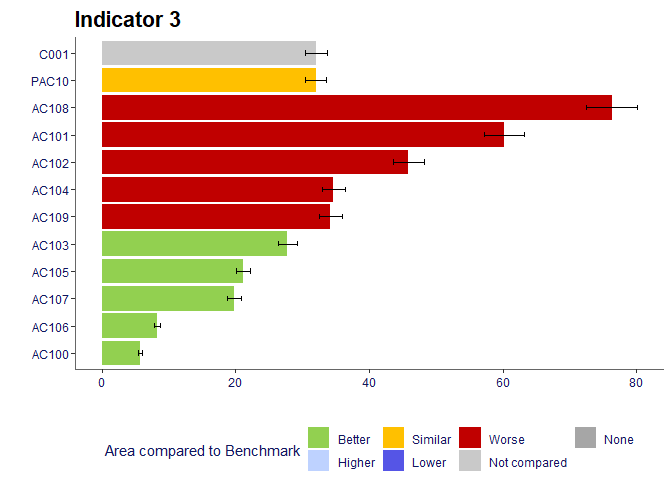 Indicator 3
C001
PAC10
AC108
AC101
AC102
AC104
AC109
AC103
AC105
AC107
AC106
AC100
0 20 40 60 80
Area compared to Benchmark
Better Similar Worse None
Higher Lower Not compared